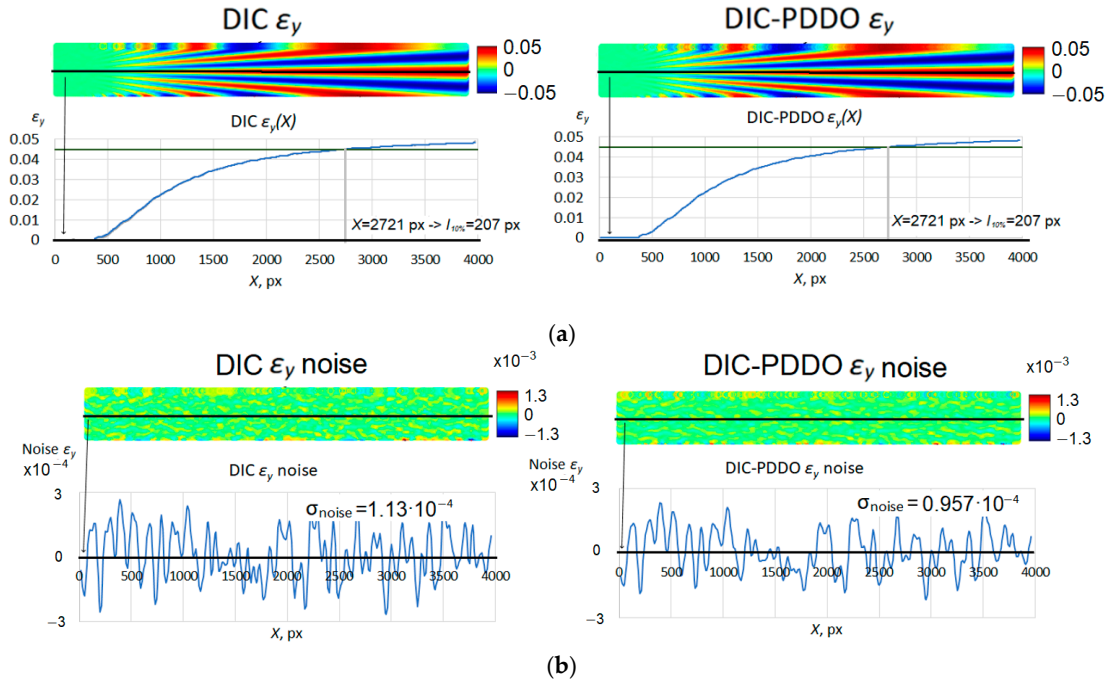 DIC εy
DIC-PDDO εy
0.05
0
−0.05
0.05
0
−0.05
εy
DIC εy(X)
0.05
0.04
0.03
0.02
0.01
0
X=2721 px -> l10%=207 px
0 500 1000 1500 2000 2500 3000 3500 4000
X, px
DIC-PDDO εy(X)
0.05
0.04
0.03
0.02
0.01
0
X=2721 px -> l10%=207 px
0 500 1000 1500 2000 2500 3000 3500 4000
X, px
(a)
DIC εy noise
x10−3
1.3
0
−1.3
DIC-PDDO εy noise
x10−3
1.3
0
−1.3
Noise εy
x10−4
DIC εy noise
σnoise=1.13·10−4
3
0
−3
0 500 1000 1500 2000 2500 3000 3500 4000
X, px
Noise εy
x10−4
DIC-PDDO εy noise
σnoise=0.957·10−4
3
0
−3
0 500 1000 1500 2000 2500 3000 3500 4000
X, px
(b)